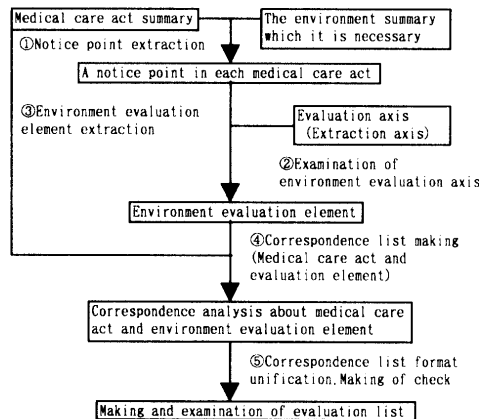 Medical care act summary
The environment summary
which it is necessary
①Notice point extraction
A notice point in each medical care act
③Environment evaluation
element extraction
Evaluation axis
(Extraction axis)
②Examination of
environment evaluation axis
Environment evaluation element
④Correspondence list making
(Medical care act and
evaluation element)
Correspondence analysis about medical care
act and environment evaluation element
⑤Correspondence list format
unification,Making of check
Making and examination of evaluation list